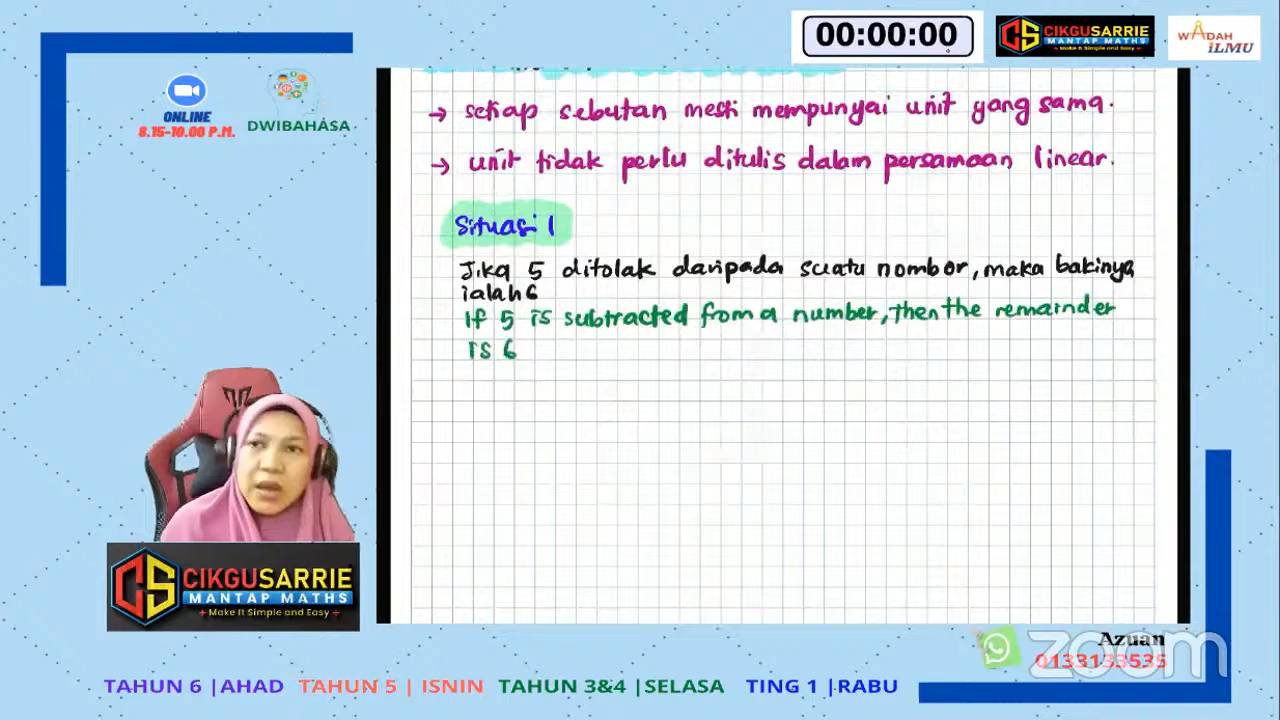 00:00:00
CS CIKGUSARRIE
MANTAP MATHS
Make It Simple and Easy
WADAH
iLMU
ONLINE
8.15-10.00 P.M.
DWIBAHASA
→ setiap sebutan mesti mempunyai unit yang sama.
→ unit tidak perlu ditulis dalam persamaan linear.
Situasi 1
Jika 5 ditolak daripada suatu nombor, maka bakinya
ialah 6
If 5 is subtracted from a number, then the remainder
is 6
CS CIKGUSARRIE
MANTAP MATHS
+ Make It Simple and Easy +
Azuan
0133133535
zoom
TAHUN 6 |AHAD TAHUN 5 | ISNIN TAHUN 3&4 |SELASA TING 1 |RABU